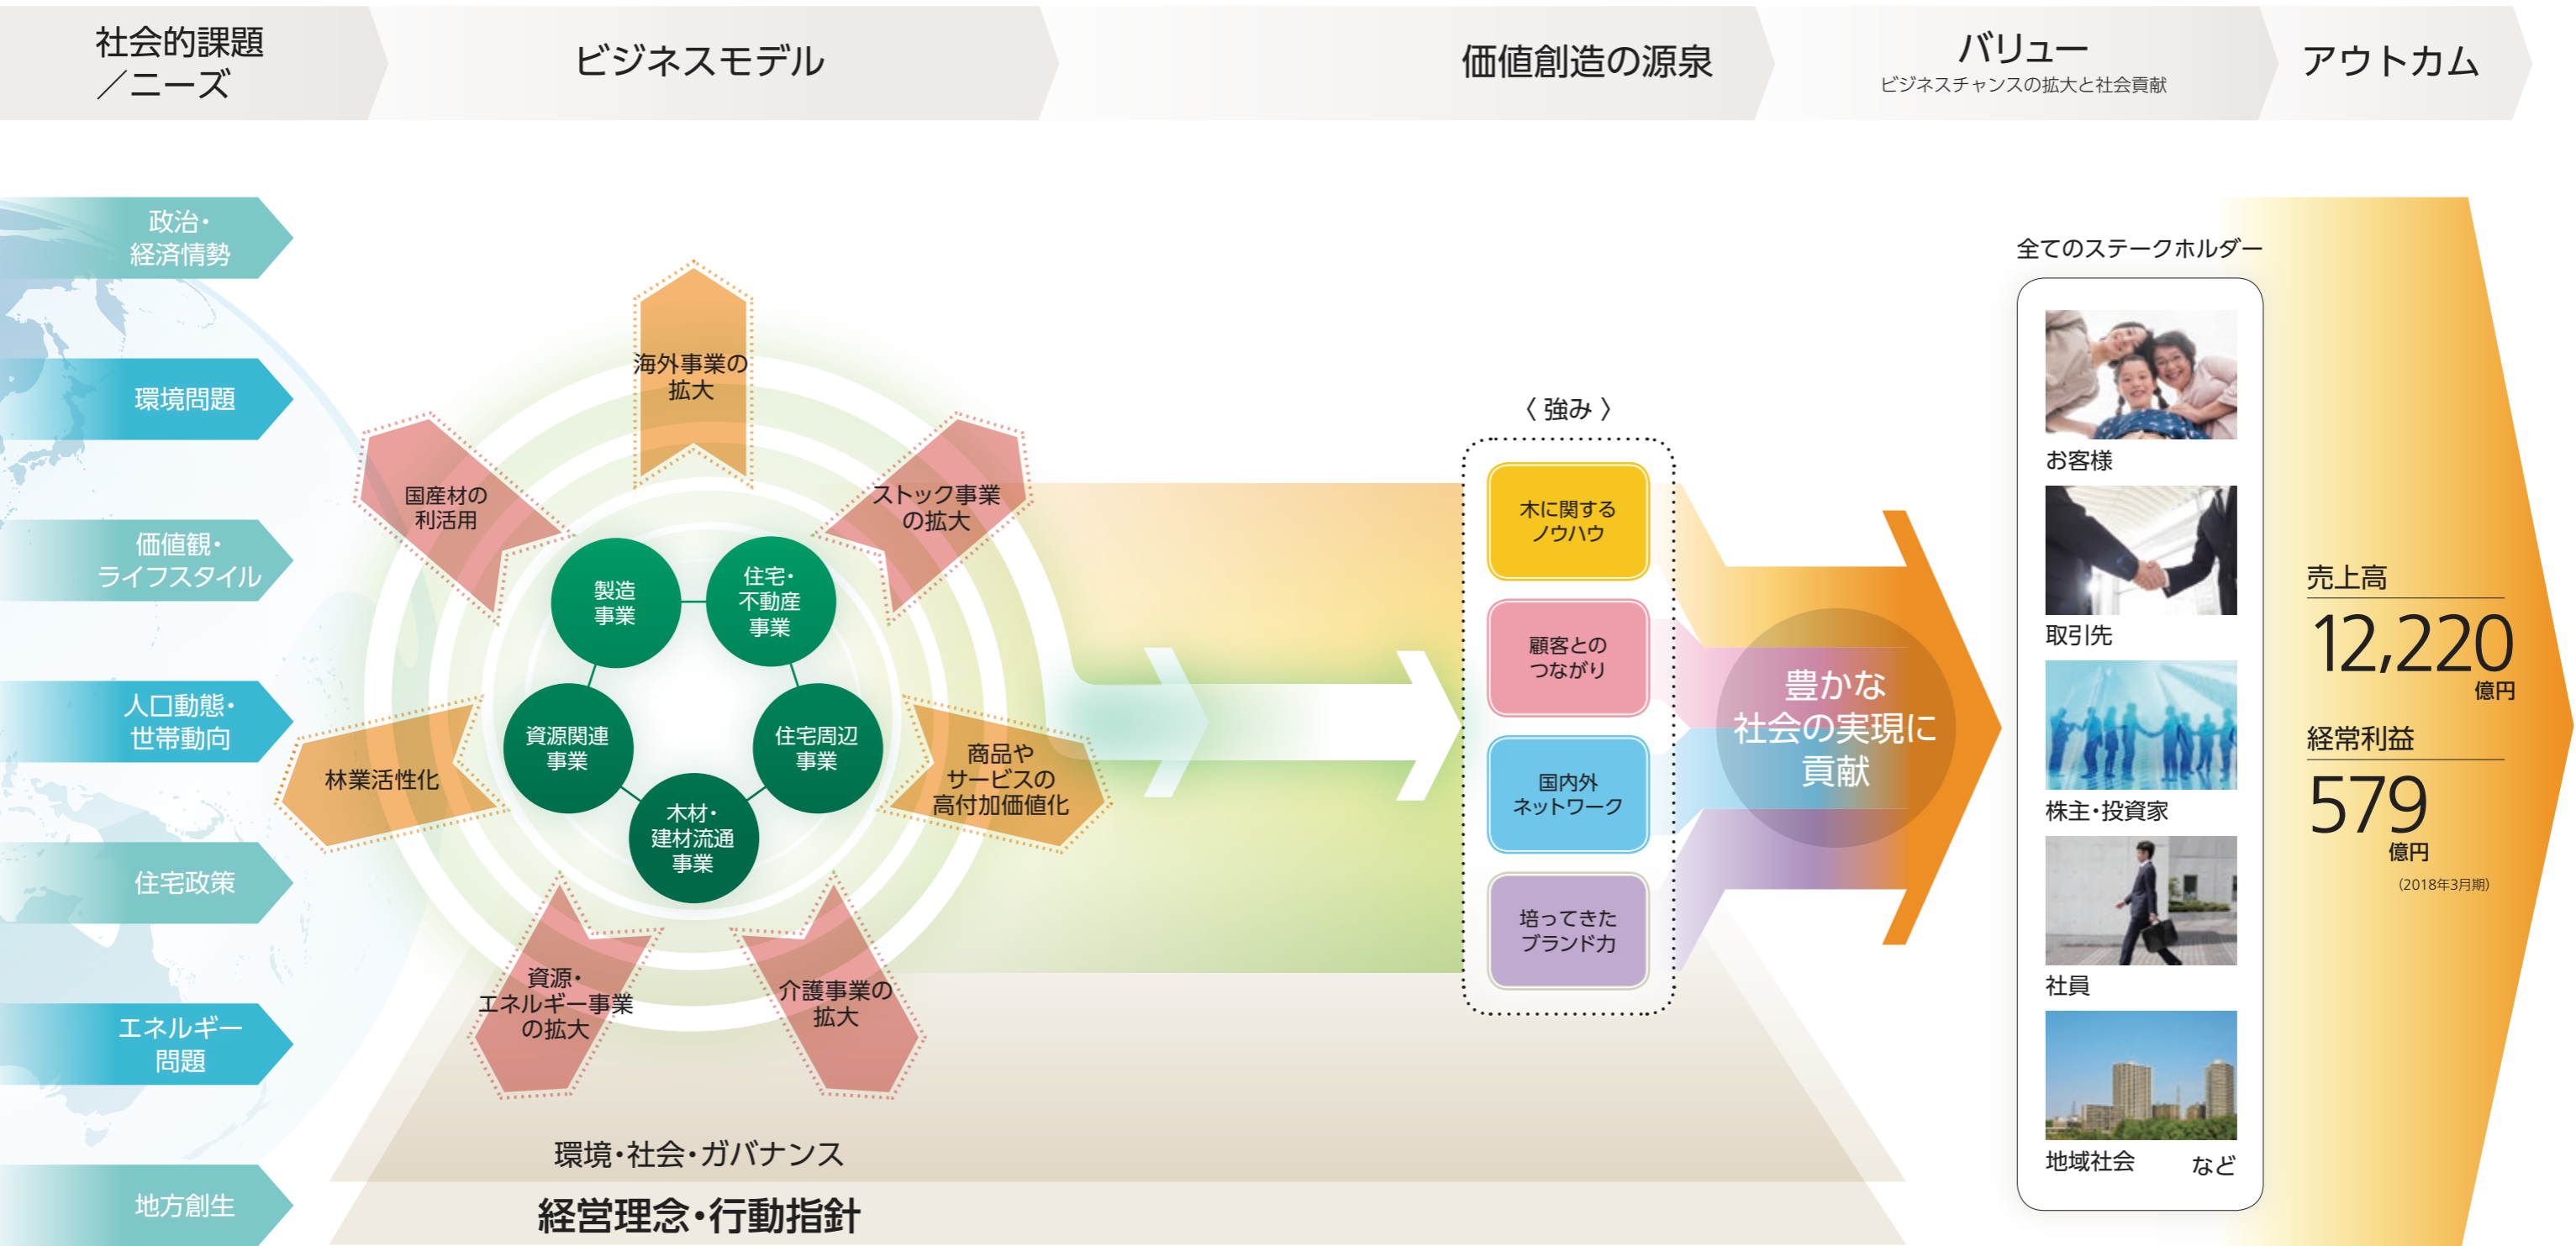 社会的課題
／ニーズ
ビジネスモデル
価値創造の源泉
バリュー
ビジネスチャンスの拡大と社会貢献
アウトカム
政治・
経済情勢
環境問題
価値観・
ライフスタイル
人口動態・
世帯動向
住宅政策
エネルギー
問題
地方創生
海外事業の
拡大
国産材の
利活用
ストック事業
の拡大
林業活性化
商品や
サービスの
高付加価値化
資源・
エネルギー事業
の拡大
介護事業の
拡大
製造
事業
住宅・
不動産
事業
資源関連
事業
住宅周辺
事業
木材・
建材流通
事業
環境・社会・ガバナンス
経営理念・行動指針
〈 強み 〉
木に関する
ノウハウ
顧客との
つながり
国内外
ネットワーク
培ってきた
ブランド力
豊かな
社会の実現に
貢献
全てのステークホルダー
お客様
取引先
株主・投資家
社員
地域社会 など
売上高
12,220
億円
経常利益
579
億円
（2018年3月期）